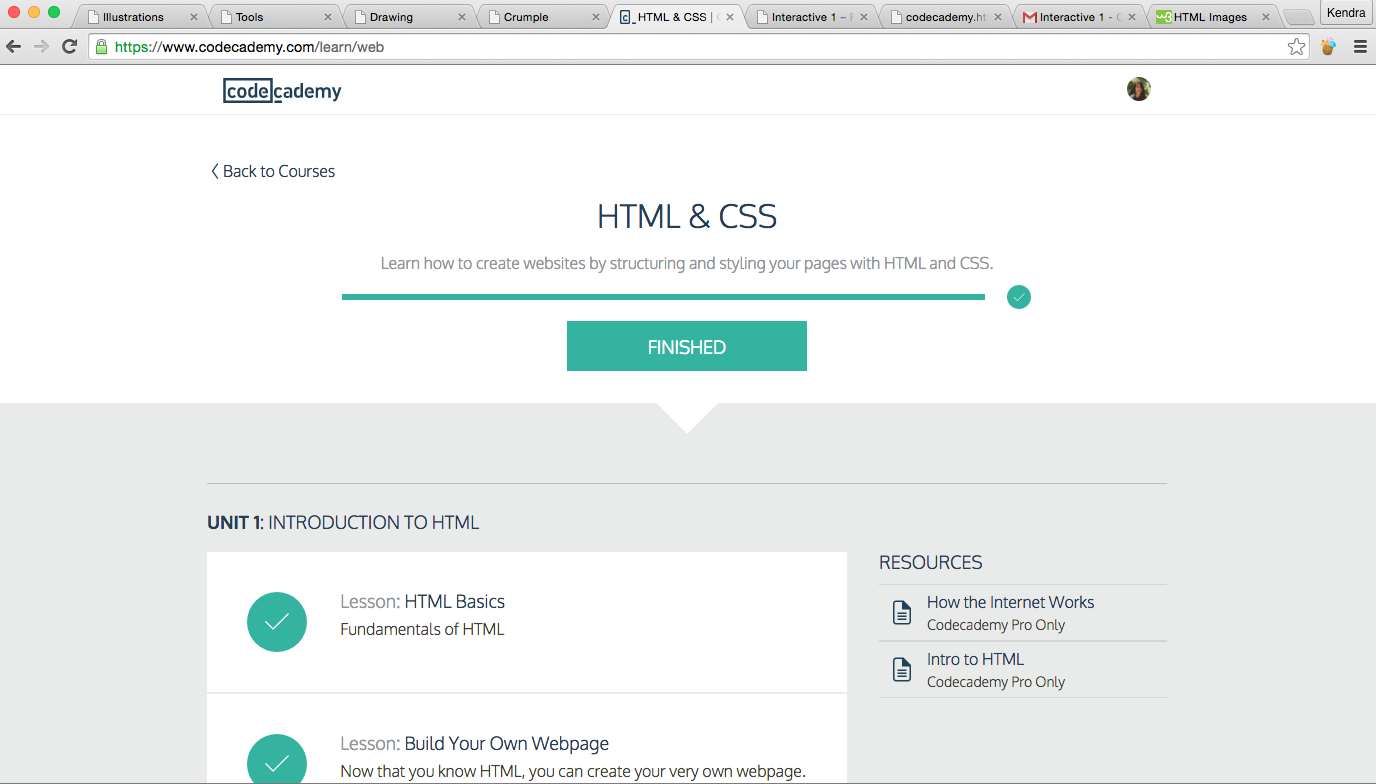 Illustrations
Tools
Drawing
Crumple
HTML & CSS |
Interactive 1 –
codecademy.ht
Interactive 1 -
HTML Images
Kendra
https://www.codecademy.com/learn/web
codecademy
Back to Courses
HTML & CSS
Learn how to create websites by structuring and styling your pages with HTML and CSS.
FINISHED
UNIT 1: INTRODUCTION TO HTML
Lesson: HTML Basics
Fundamentals of HTML
Lesson: Build Your Own Webpage
Now that you know HTML, you can create your very own webpage.
RESOURCES
How the Internet Works
Codecademy Pro Only
Intro to HTML
Codecademy Pro Only